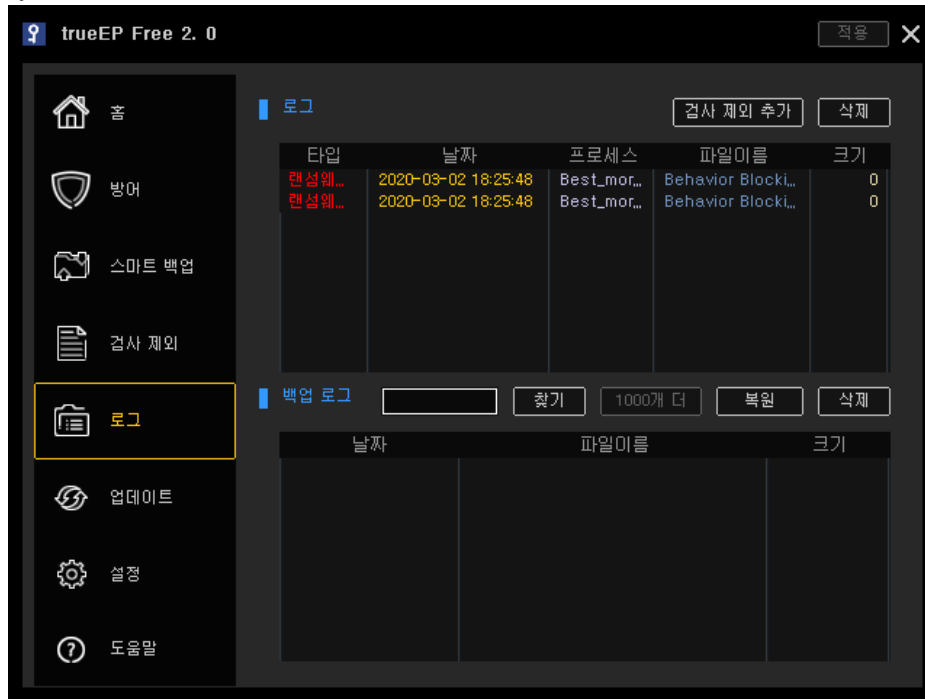 trueEP Free 2. 0
적용
홈
방어
스마트 백업
검사 제외
로그
업데이트
설정
도움말
로그
검사 제외 추가
삭제
타입 날짜 프로세스 파일이름 크기
랜섬웨... 2020-03-02 18:25:48 Best_mor... Behavior Blocki... 0
랜섬웨... 2020-03-02 18:25:48 Best_mor... Behavior Blocki... 0
백업 로그
찾기
1000개 더
복원
삭제
날짜 파일이름 크기